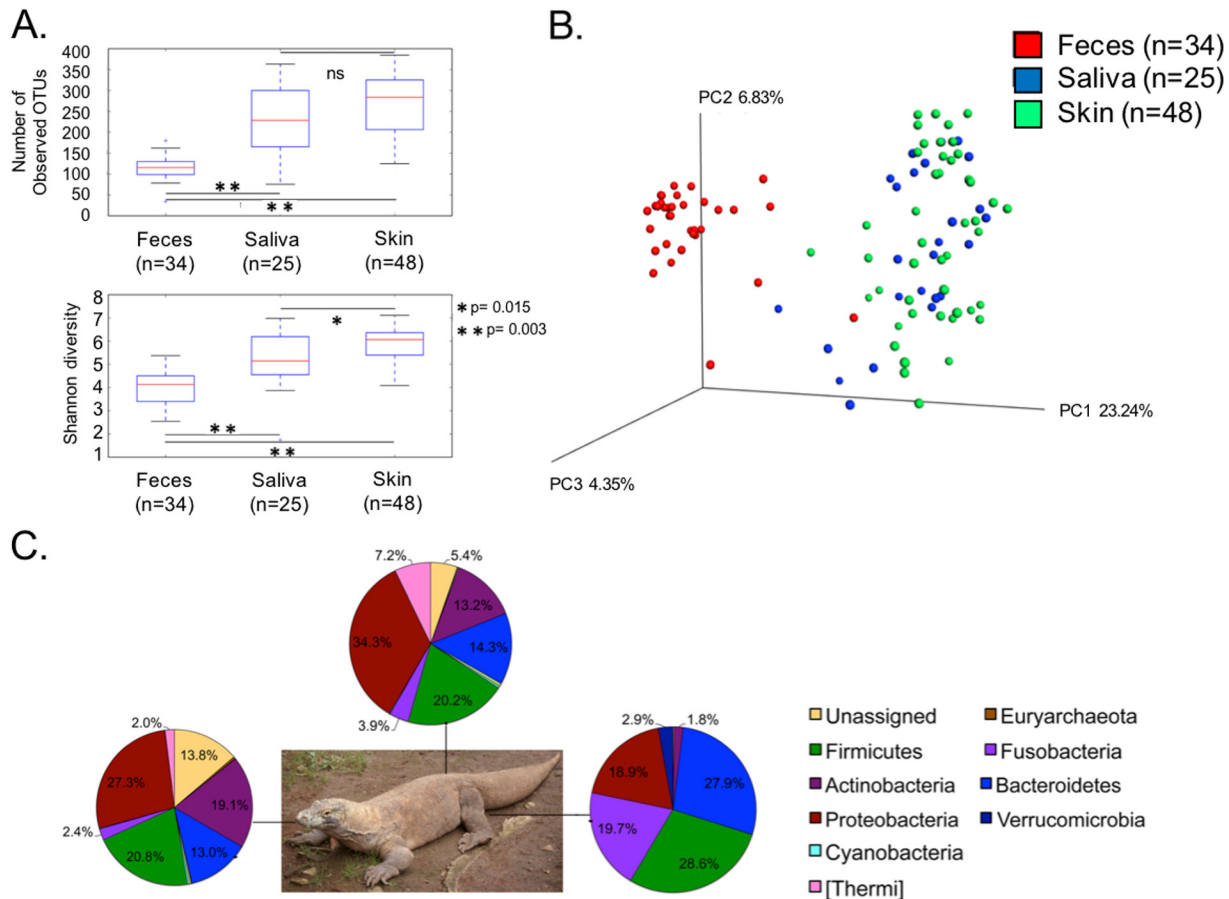 A.
Number of
Observed OTUs
400
350
300
250
200
150
100
50
0
ns
**
**
Feces
(n=34)
Saliva
(n=25)
Skin
(n=48)
Shannon diversity
8
7
6
5
4
3
2
1
*
**
**
* p= 0.015
** p= 0.003
Feces
(n=34)
Saliva
(n=25)
Skin
(n=48)
B.
Feces (n=34)
Saliva (n=25)
Skin (n=48)
PC2 6.83%
PC1 23.24%
PC3 4.35%
C.
7.2%
5.4%
13.2%
14.3%
20.2%
3.9%
34.3%
2.0%
13.8%
19.1%
13.0%
20.8%
2.4%
27.3%
2.9%
1.8%
27.9%
28.6%
19.7%
18.9%
Unassigned
Firmicutes
Actinobacteria
Proteobacteria
Cyanobacteria
[Thermi]
Euryarchaeota
Fusobacteria
Bacteroidetes
Verrucomicrobia